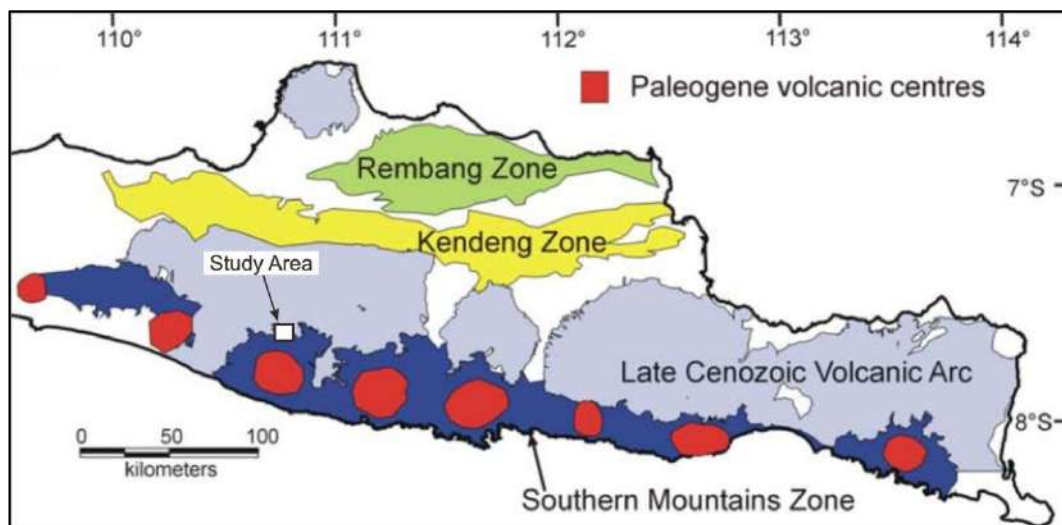 110° 111° 112° 113° 114°
Paleogene volcanic centres
Rembang Zone
7°S
Kendeng Zone
Study Area
Late Cenozoic Volcanic Arc
8°S
0 50 100
kilometers
Southern Mountains Zone